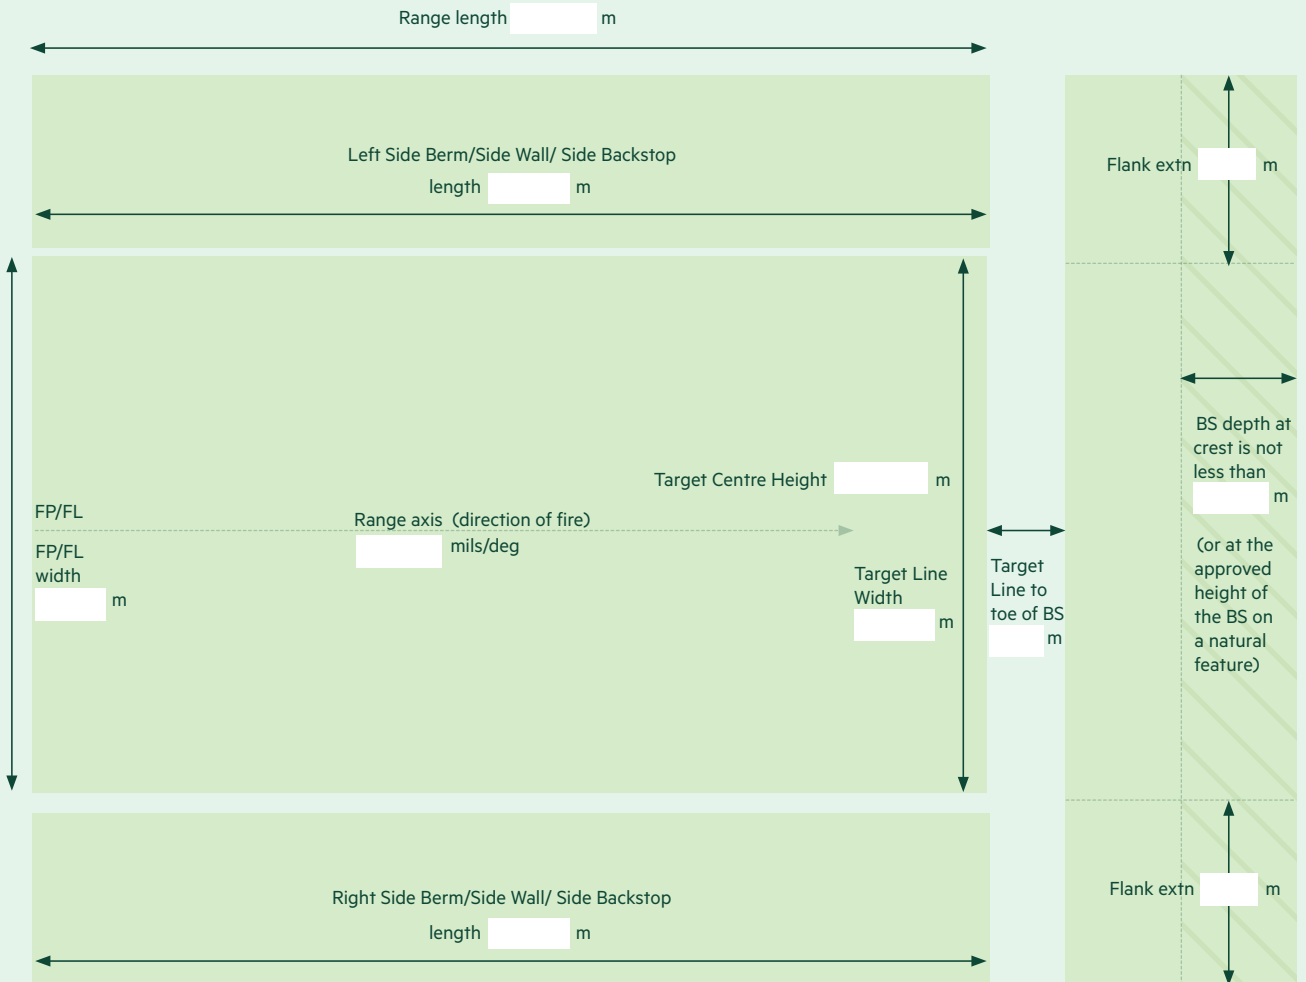 Range length m
Left Side Berm/Side Wall/ Side Backstop
length m
Flank extn m
BS depth at
crest is not
less than
m
(or at the
approved
height of
the BS on
a natural
feature)
Target Centre Height m
FP/FL
Range axis (direction of fire)
mils/deg
FP/FL
width
m
Target Line
Width
m
Target
Line to
toe of BS
m
Right Side Berm/Side Wall/ Side Backstop
length m
Flank extn m